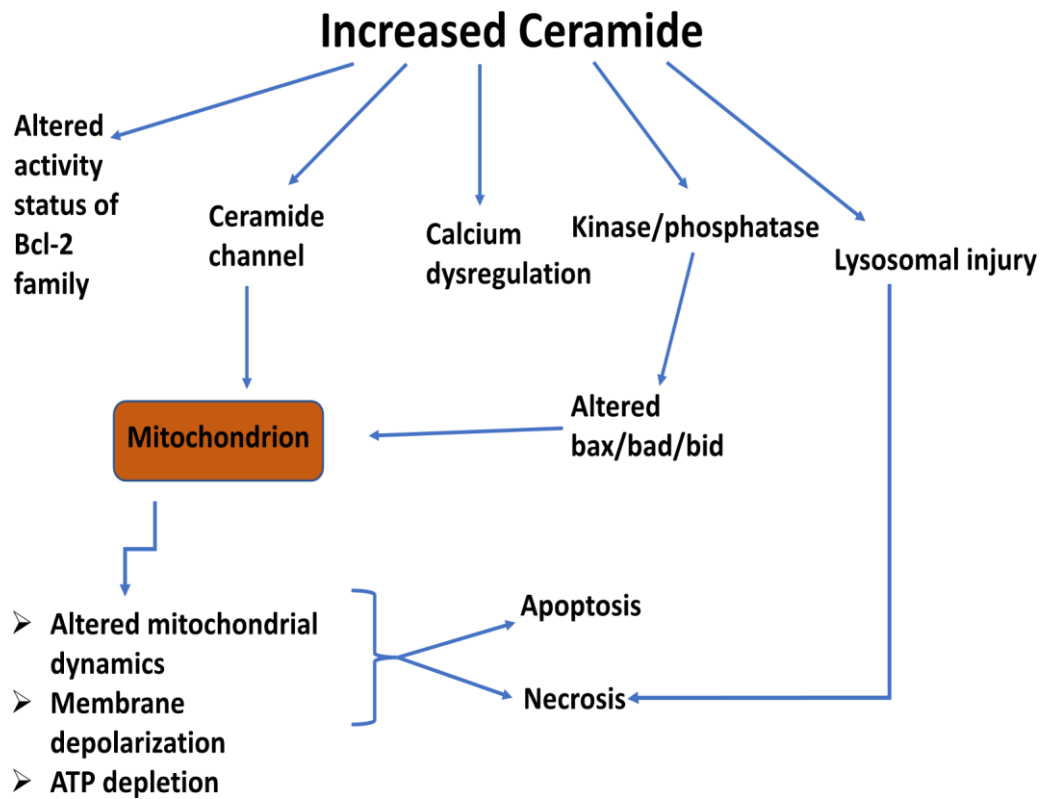 Increased Ceramide
Altered
activity
status of
Bcl-2
family
Ceramide
channel
Calcium
dysregulation
Kinase/phosphatase
Lysosomal injury
Mitochondrion
Altered
bax/bad/bid
➢ Altered mitochondrial
dynamics
➢ Membrane
depolarization
➢ ATP depletion
Apoptosis
Necrosis